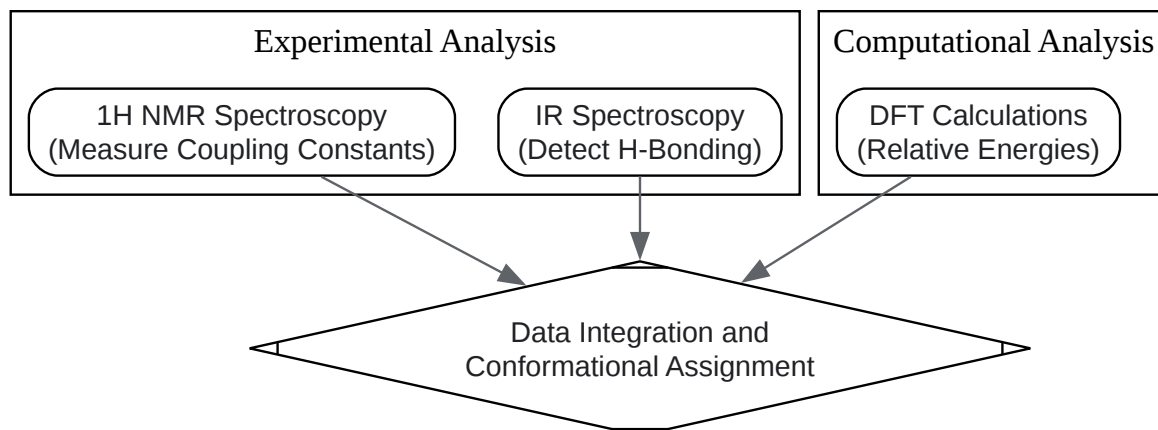 Experimental Analysis
Computational Analysis
1H NMR Spectroscopy
(Measure Coupling Constants)
IR Spectroscopy
(Detect H-Bonding)
DFT Calculations
(Relative Energies)
Data Integration and
Conformational Assignment